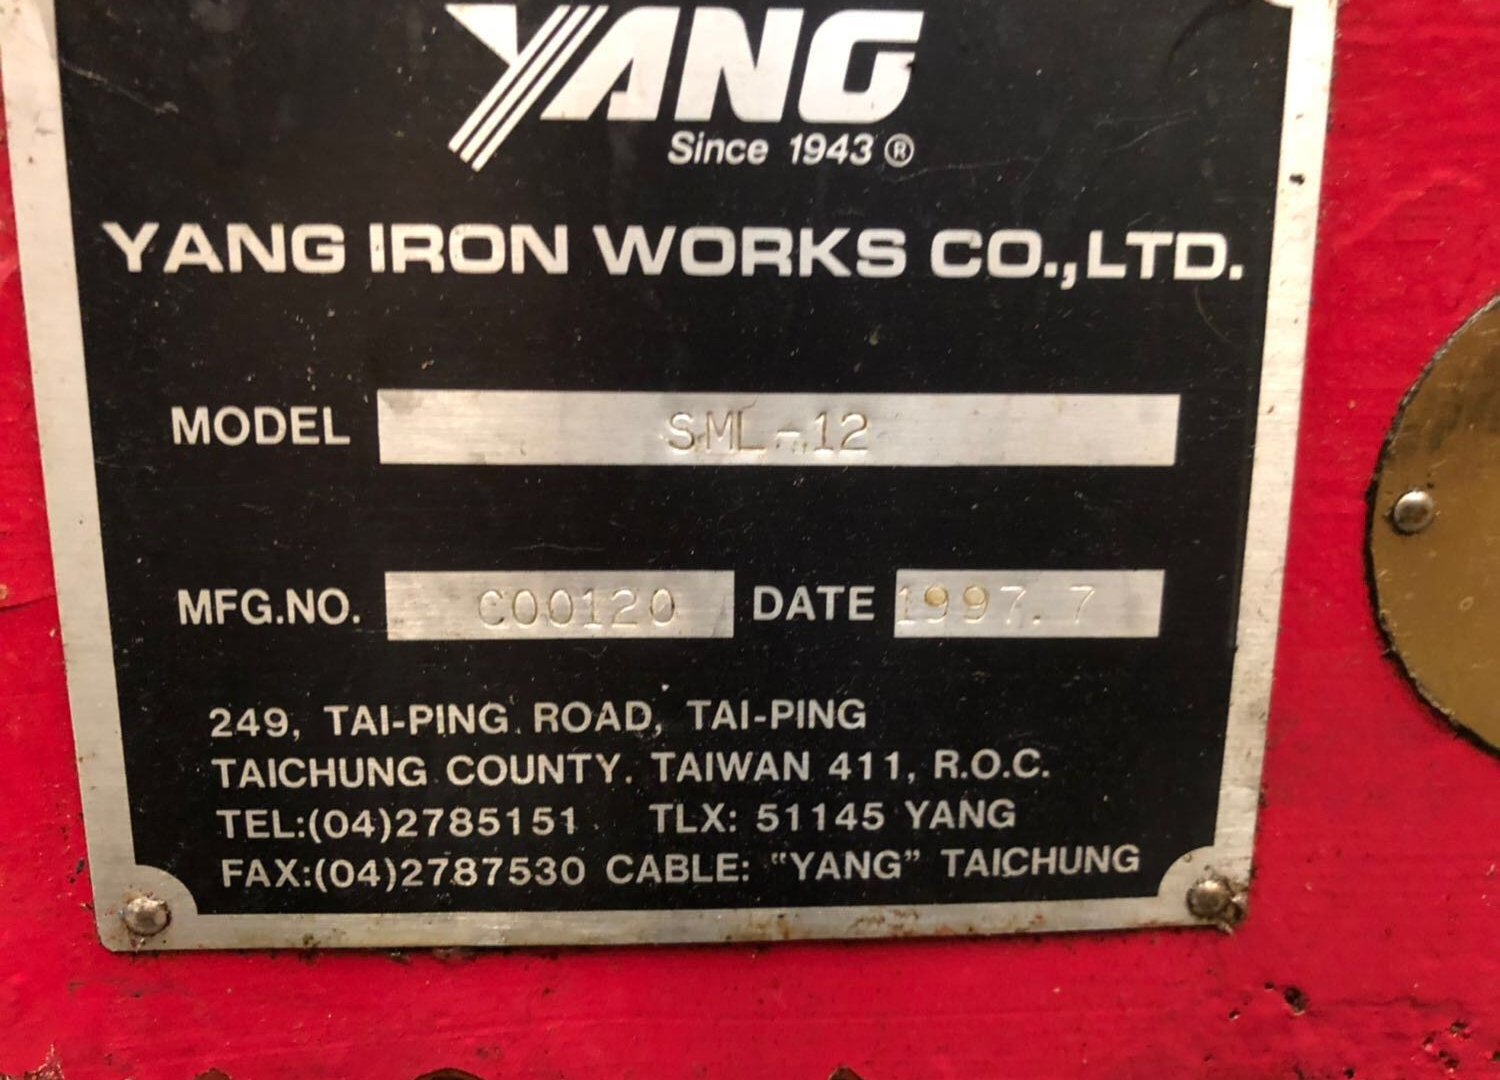 YANG
Since 1943 ®
YANG IRON WORKS CO.,LTD.
MODEL SML-12
MFG.NO. C00120 DATE 1997.7
249, TAI-PING ROAD, TAI-PING
TAICHUNG COUNTY. TAIWAN 411, R.O.C.
TEL:(04)2785151 TLX: 51145 YANG
FAX:(04)2787530 CABLE: "YANG" TAICHUNG